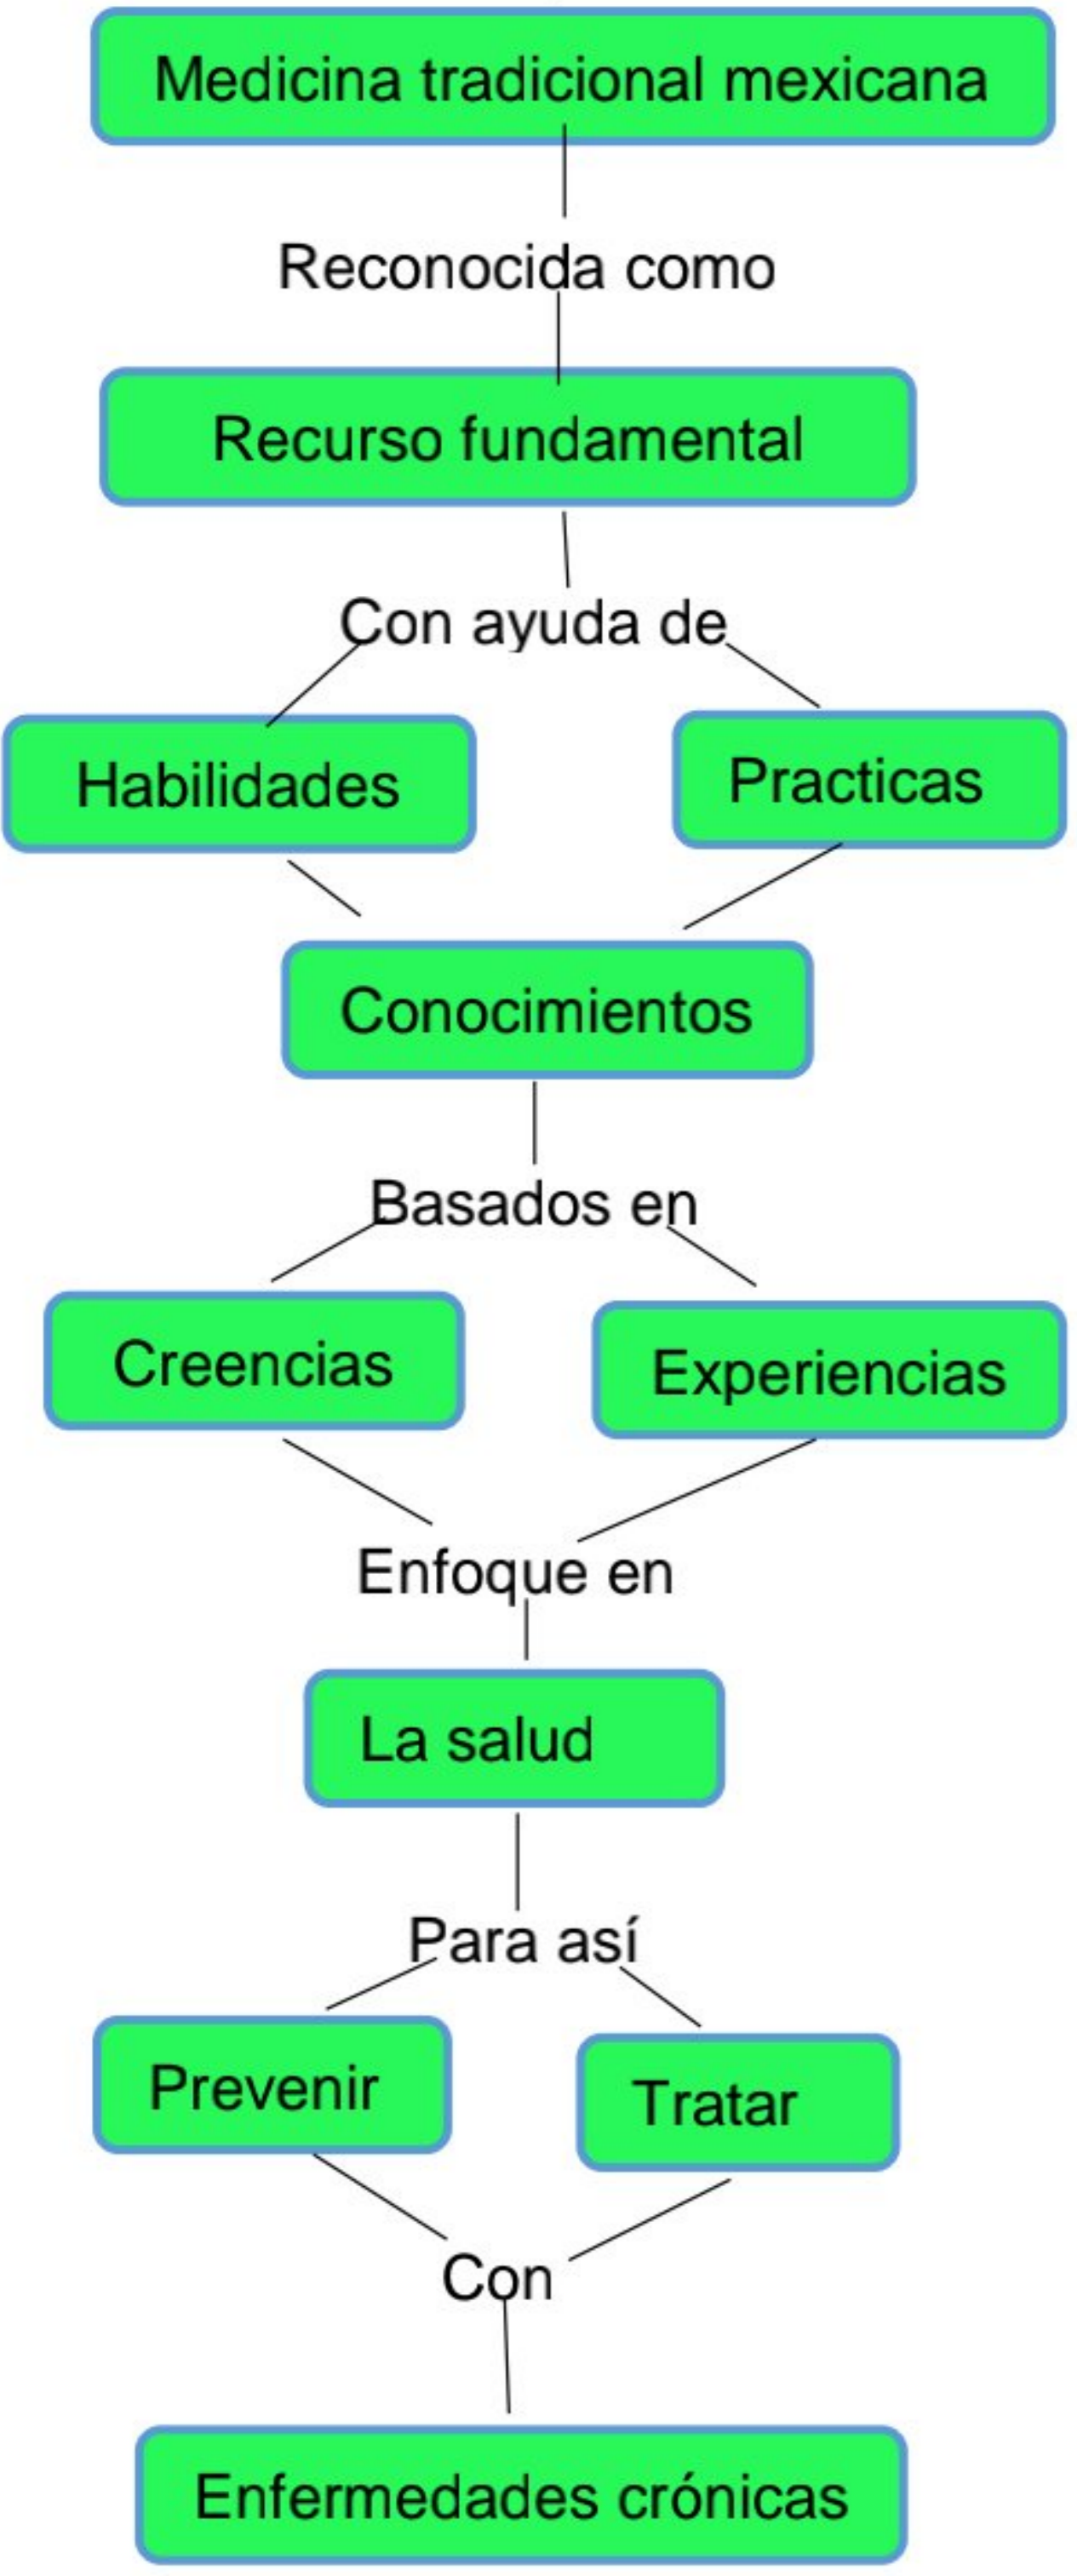 Medicina tradicional mexicana
Reconocida como
Recurso fundamental
Con ayuda de
Habilidades
Practicas
Conocimientos
Basados en
Creencias
Experiencias
Enfoque en
La salud
Para así
Prevenir
Tratar
Con
Enfermedades crónicas